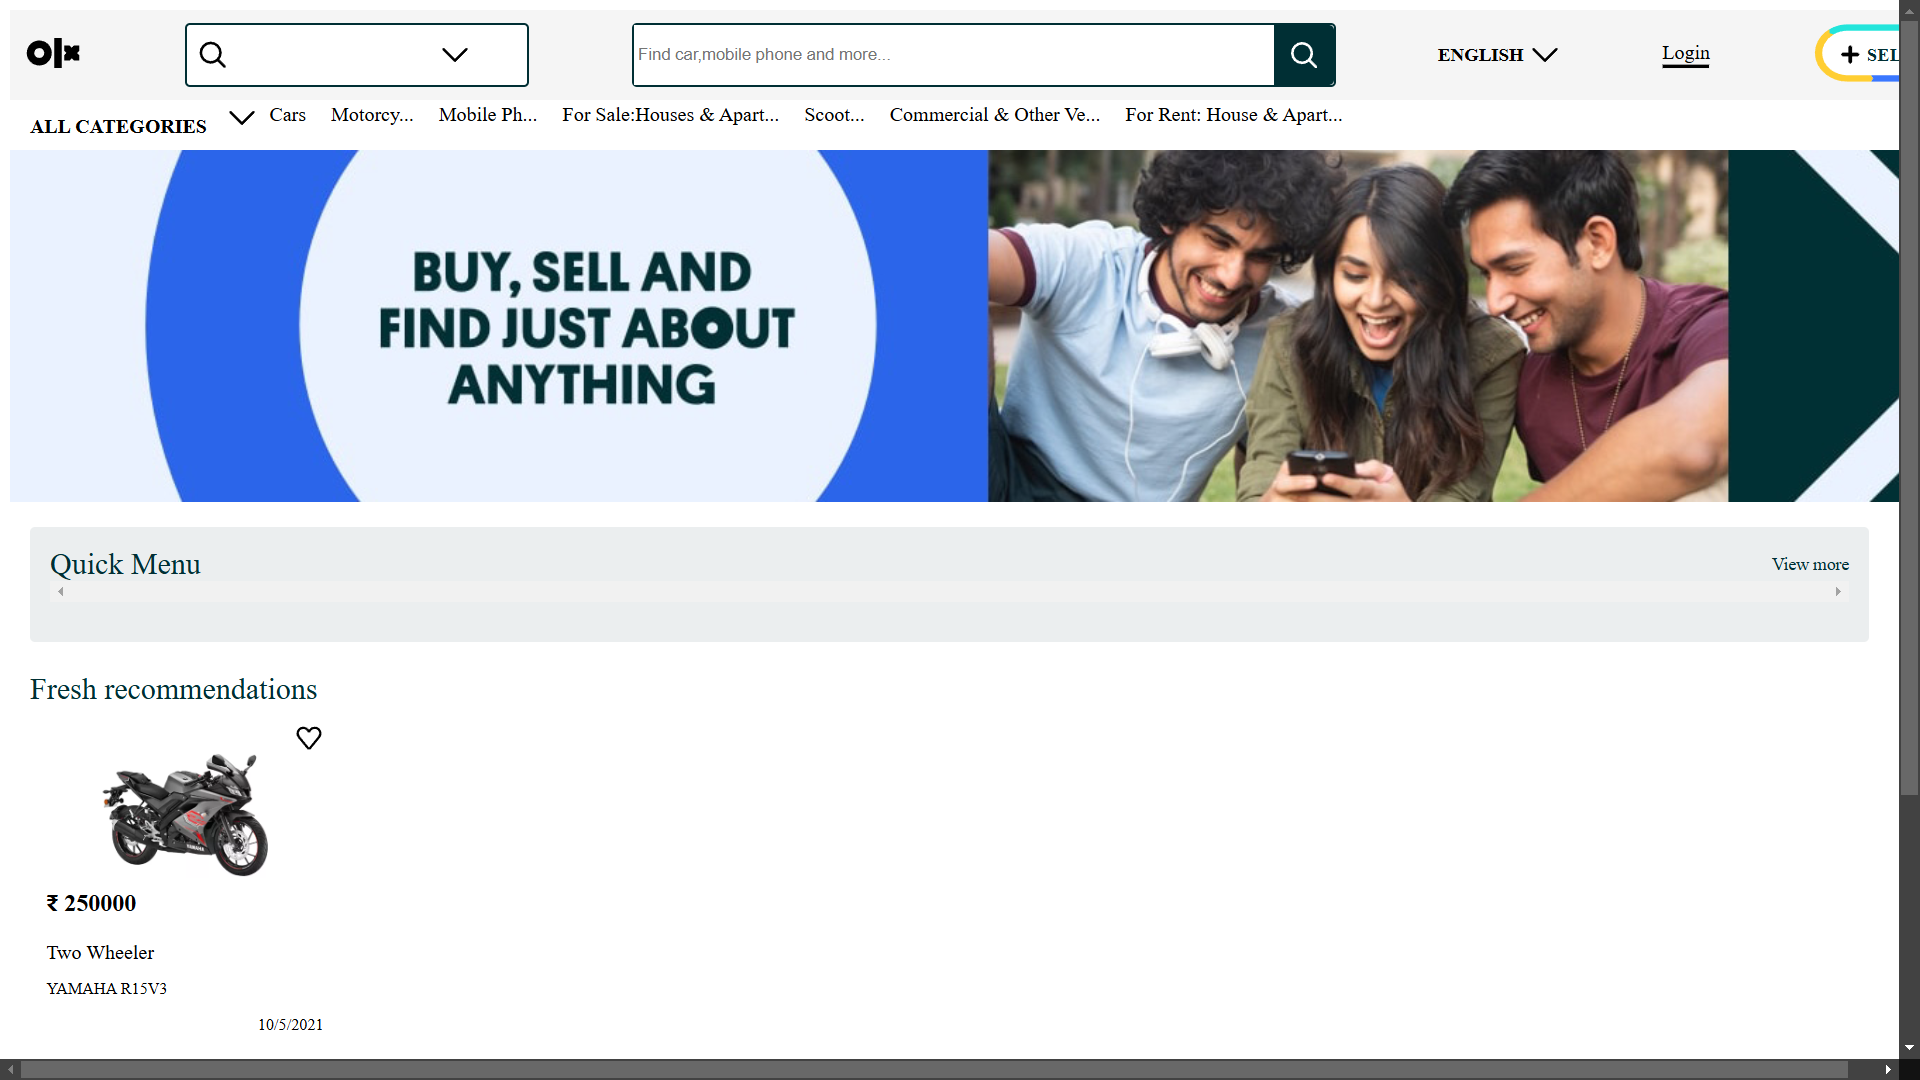 olx
Find car,mobile phone and more...
ENGLISH
Login
SEL
ALL CATEGORIES
Cars
Motorcy...
Mobile Ph...
For Sale:Houses & Apart...
Scoot...
Commercial & Other Ve...
For Rent: House & Apart...
BUY, SELL AND
FIND JUST ABOUT
ANYTHING
Quick Menu
View more
Fresh recommendations
₹ 250000
Two Wheeler
YAMAHA R15V3
10/5/2021